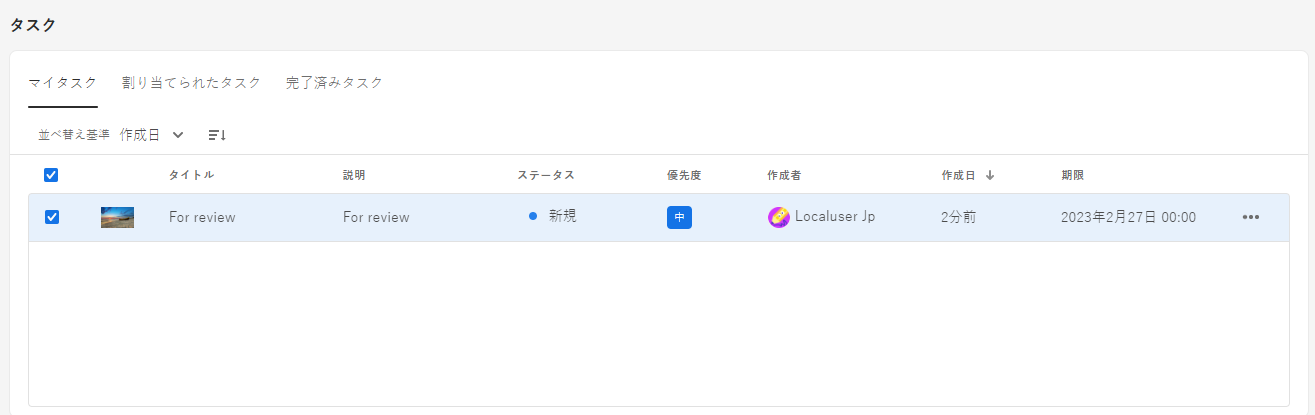 タスク
マイタスク 割り当てられたタスク 完了済みタスク
並べ替え基準 作成日
タイトル 説明 ステータス 優先度 作成者 作成日 期限
For review For review 新規 中 Localuser Jp 2分前 2023年2月27日 00:00